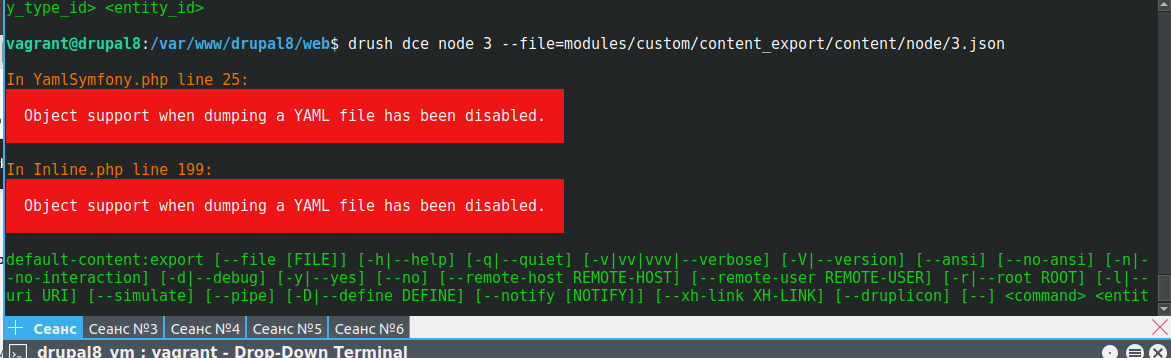 y_type_id> <entity_id>
vagrant@drupal8:/var/www/drupal8/web$ drush dce node 3 --file=modules/custom/content_export/content/node/3.json
In YamlSymfony.php line 25:
Object support when dumping a YAML file has been disabled.
In Inline.php line 199:
Object support when dumping a YAML file has been disabled.
default-content:export [--file [FILE]] [-h|--help] [-q|--quiet] [-v|vv|vvv|--verbose] [-V|--version] [--ansi] [--no-ansi] [-n|-
-no-interaction] [-d|--debug] [-y|--yes] [--no] [--remote-host REMOTE-HOST] [--remote-user REMOTE-USER] [-r|--root ROOT] [-l|--
uri URI] [--simulate] [--pipe] [-D|--define DEFINE] [--notify [NOTIFY]] [--xh-link XH-LINK] [--druplicon] [--] <command> <entit
Сеанс Сеанс №3 Сеанс №4 Сеанс №5 Сеанс №6
drupal8_vm : vagrant - Drop-Down Terminal